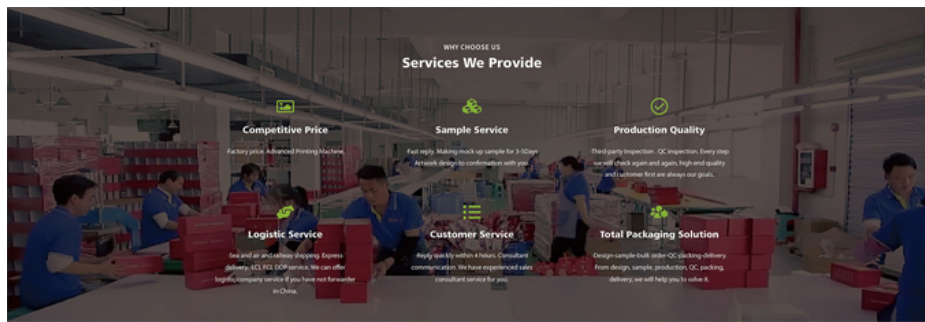 WHY CHOOSE US
Services We Provide
Competitive Price
Factory price. Advanced Printing Machine.
Sample Service
Fast reply. Making mock up sample for 3-5Days
Artwork design to confirmation with you.
Production Quality
Third-party Inspection . QC inspection. Every step
we will check again and again, high end quality
and customer first are always our goals.
Logistic Service
Sea and air and railway shipping. Express
delivery. LCL FCL DDP service. We can offer
logistic company service if you have not forwarder
in China.
Customer Service
Reply quickly within 4 hours. Consultant
communication. We have experienced sales
consultant service for you.
Total Packaging Solution
Design-sample-bulk order-QC-packing-delivery.
From design, sample, production, QC, packing,
delivery, we will help you to solve it.